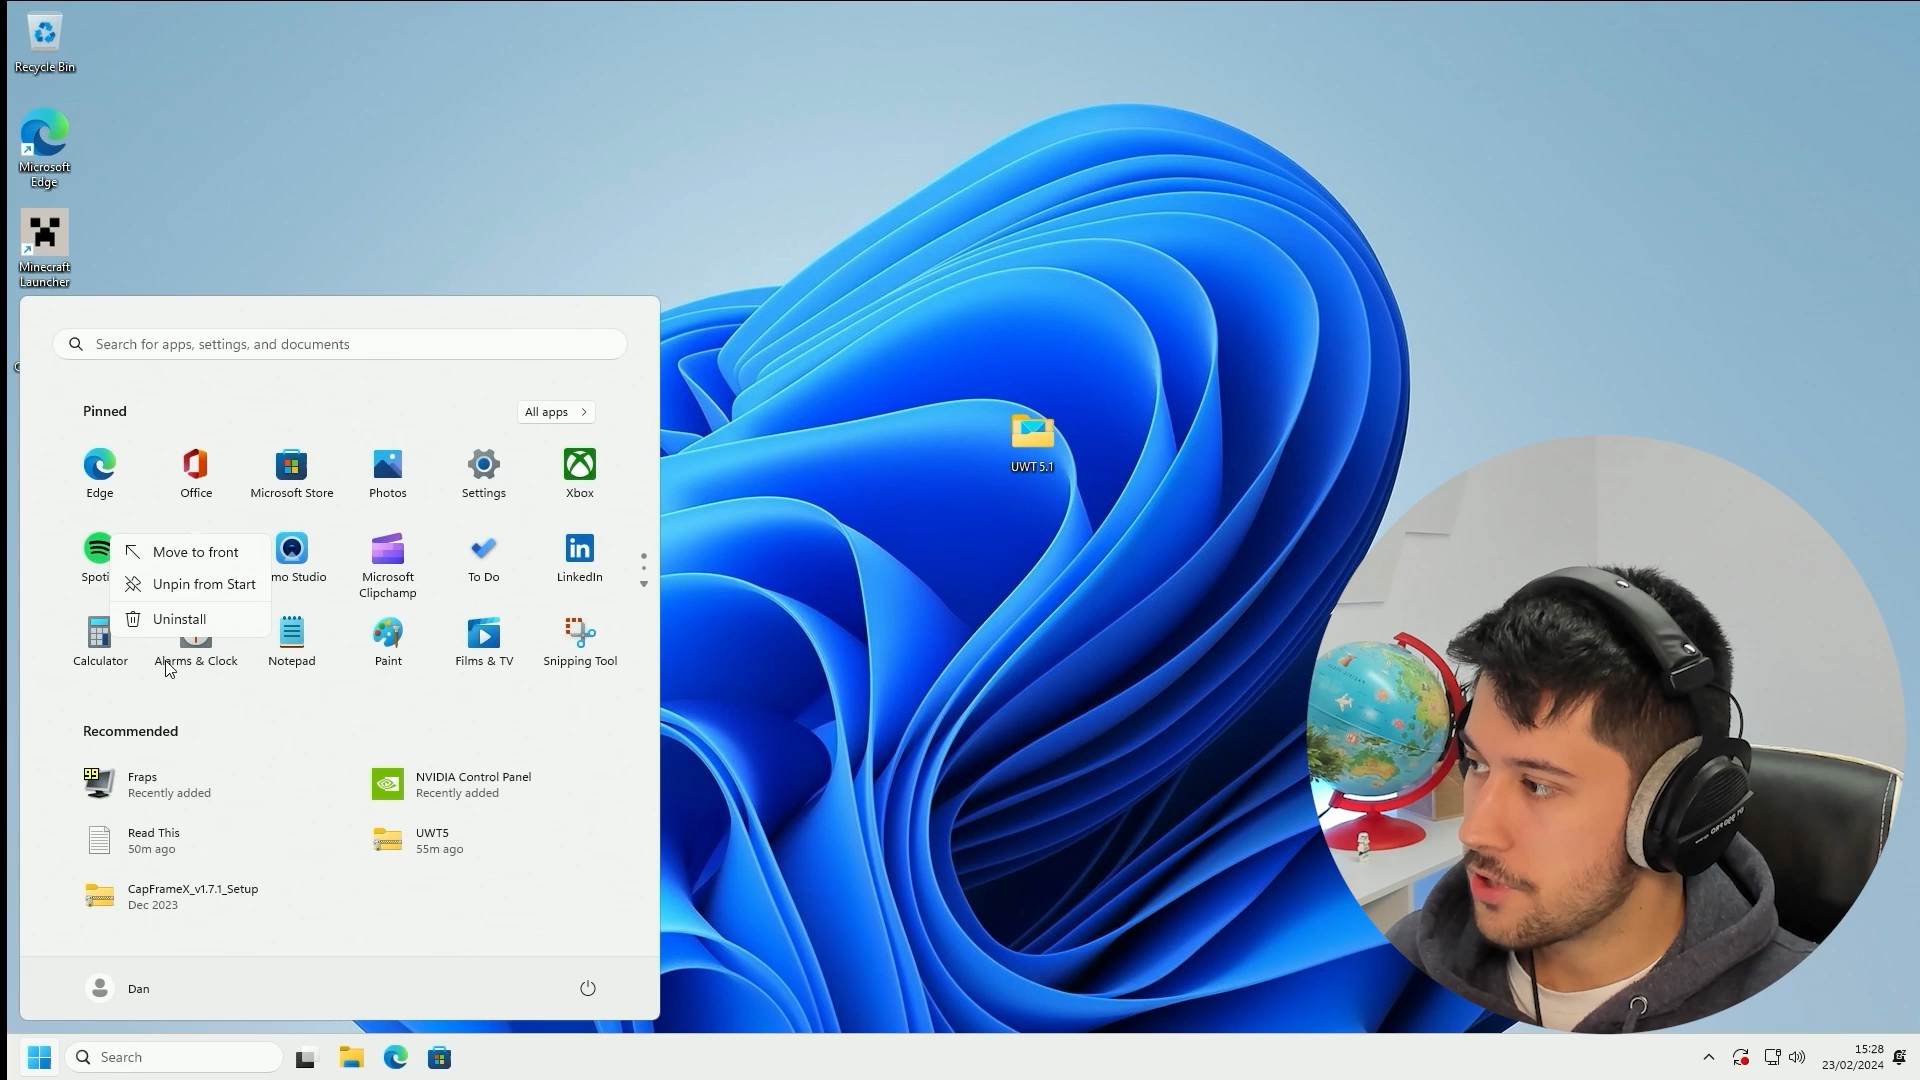 Recycle Bin
Microsoft
Edge
Minecraft
Launcher
Search for apps, settings, and documents
Pinned
All apps
Edge
Office
Microsoft Store
Photos
Settings
Xbox
Spoti
Move to front
Unpin from Start
Uninstall
mo Studio
Microsoft
Clipchamp
To Do
LinkedIn
Calculator
Alarms & Clock
Notepad
Paint
Films & TV
Snipping Tool
Recommended
99
Fraps
Recently added
NVIDIA Control Panel
Recently added
Read This
50m ago
UWT5
55m ago
CapFrameX_v1.7.1_Setup
Dec 2023
Dan
UWT 5.1
Search
15:28
23/02/2024